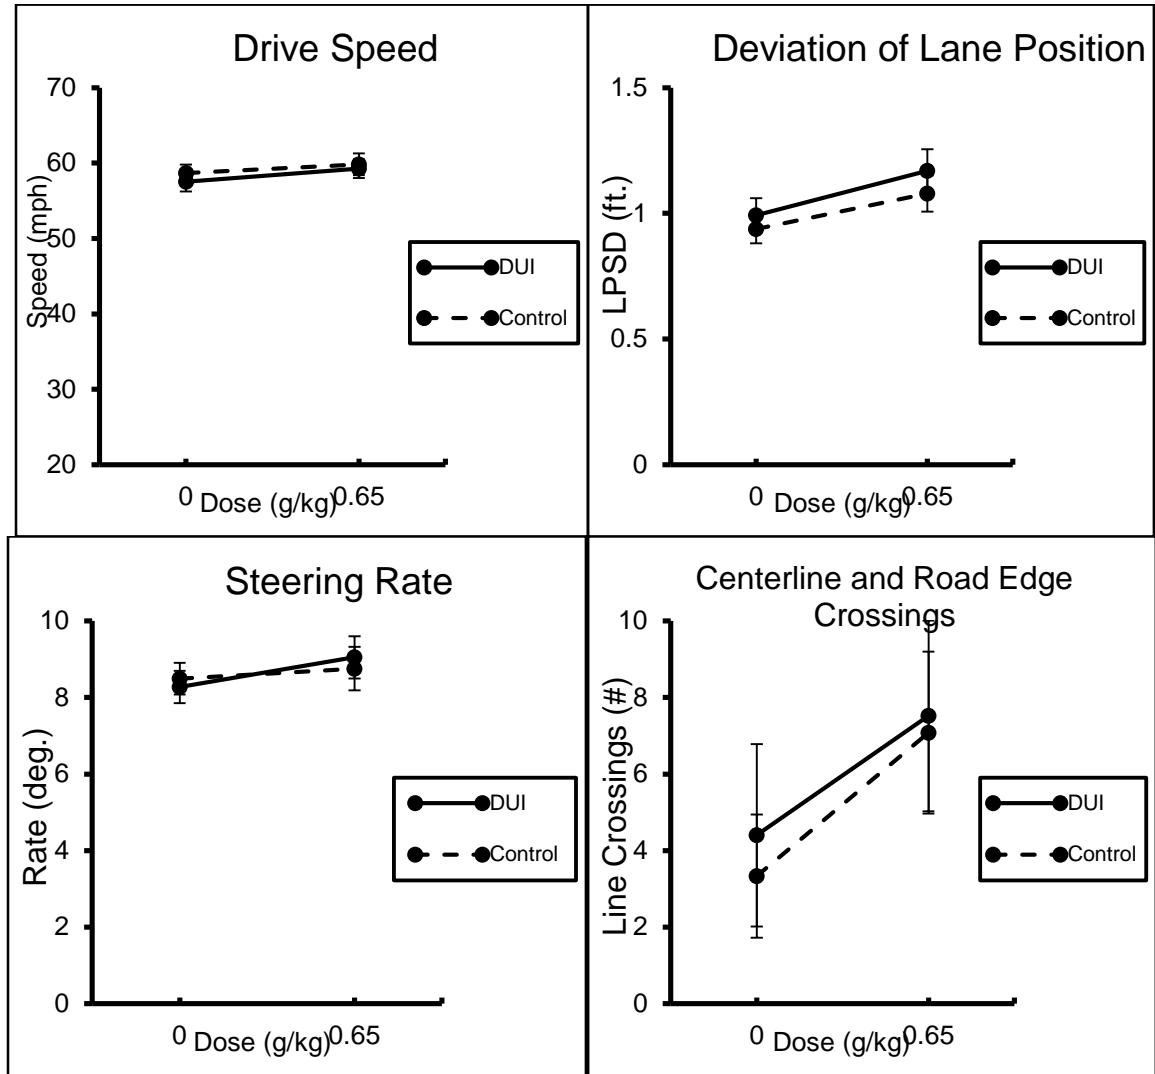 Drive Speed
70
60
50
40
30
20
Speed (mph)
0 Dose (g/kg) 0.65
DUI
Control
Deviation of Lane Position
1.5
1
0.5
0
LPSD (ft.)
0 Dose (g/kg) 0.65
DUI
Control
Steering Rate
10
8
6
4
2
0
Rate (deg.)
0 Dose (g/kg) 0.65
DUI
Control
Centerline and Road Edge
Crossings
10
8
6
4
2
0
Line Crossings (#)
0 Dose (g/kg) 0.65
DUI
Control